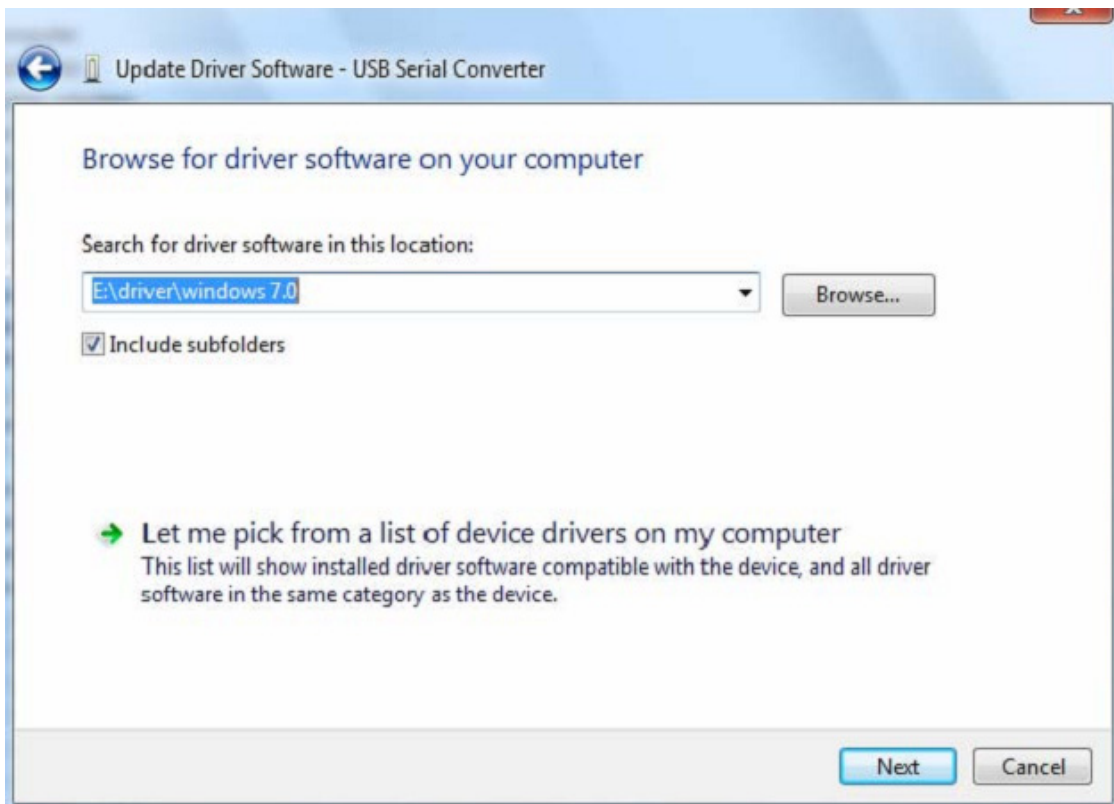 Update Driver Software - USB Serial Converter
Browse for driver software on your computer
Search for driver software in this location:
E:\driver\windows 7.0
Browse...
Include subfolders
Let me pick from a list of device drivers on my computer
This list will show installed driver software compatible with the device, and all driver
software in the same category as the device.
Next
Cancel